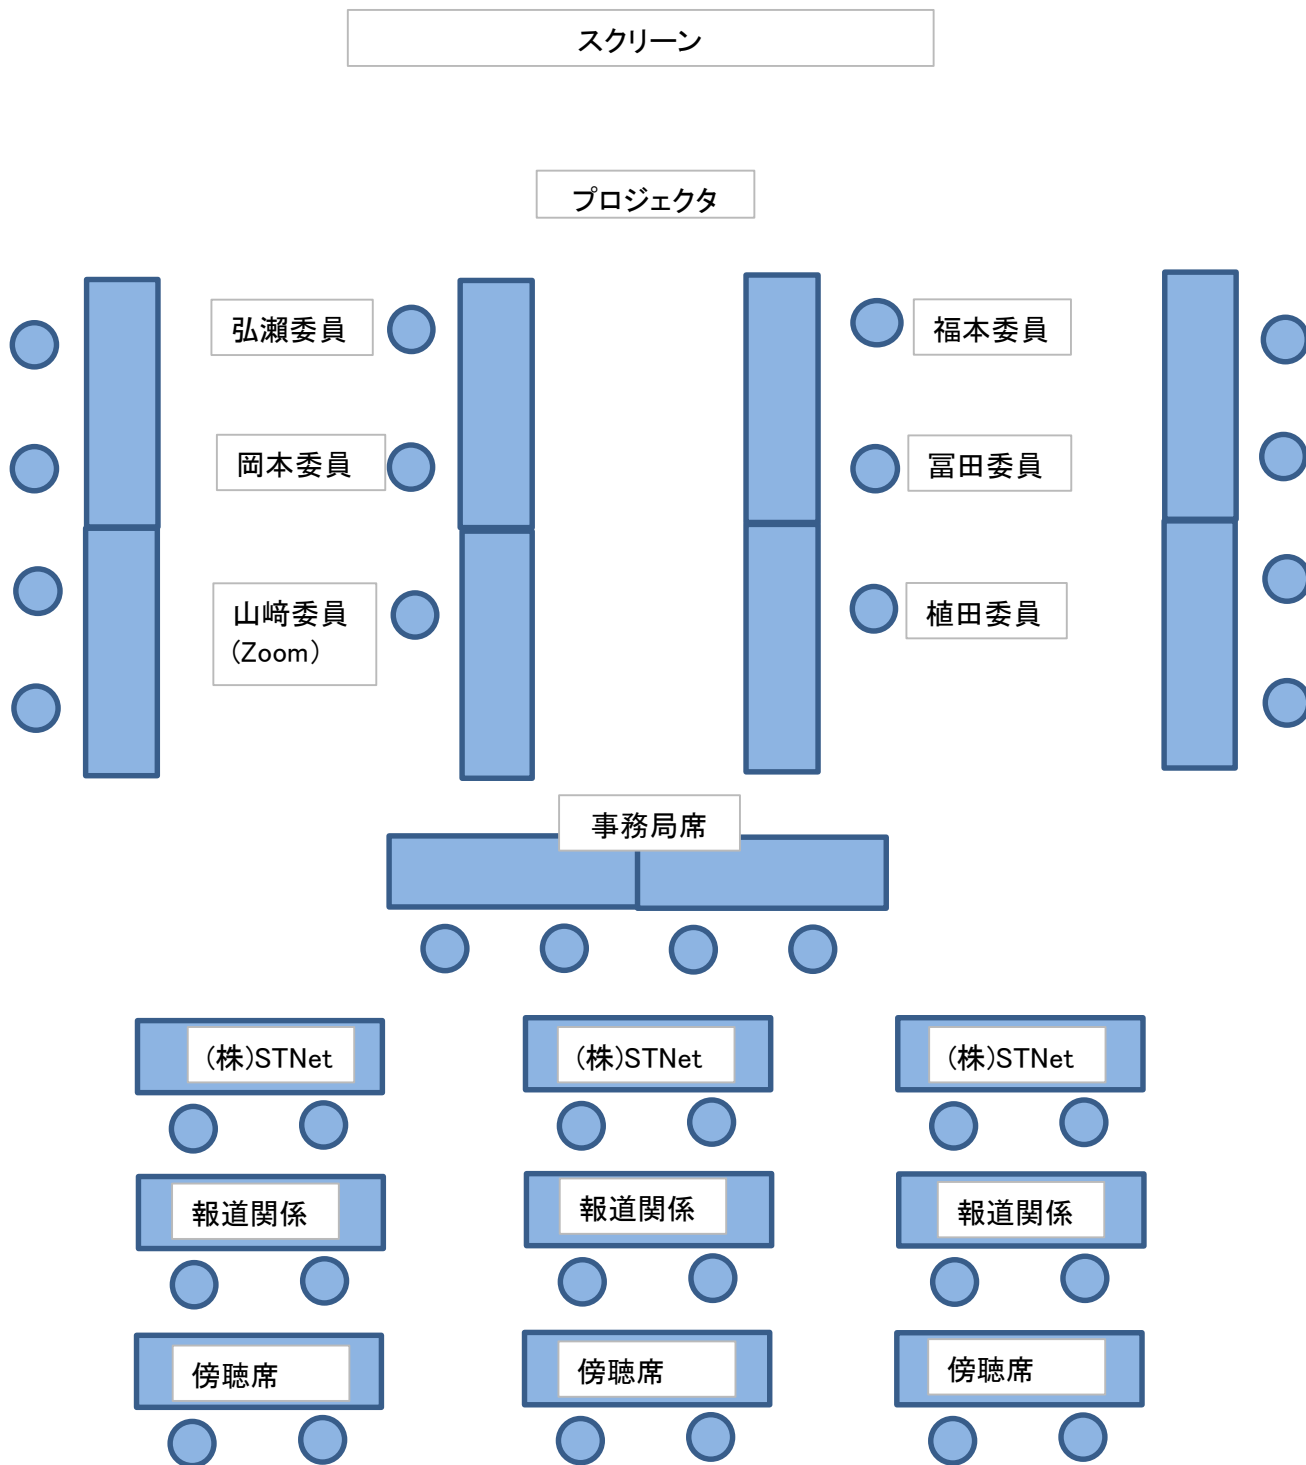 スクリーン
プロジェクタ
弘瀬委員
福本委員
岡本委員
冨田委員
山﨑委員
(Zoom)
植田委員
事務局席
(株)STNet
(株)STNet
(株)STNet
報道関係
報道関係
報道関係
傍聴席
傍聴席
傍聴席